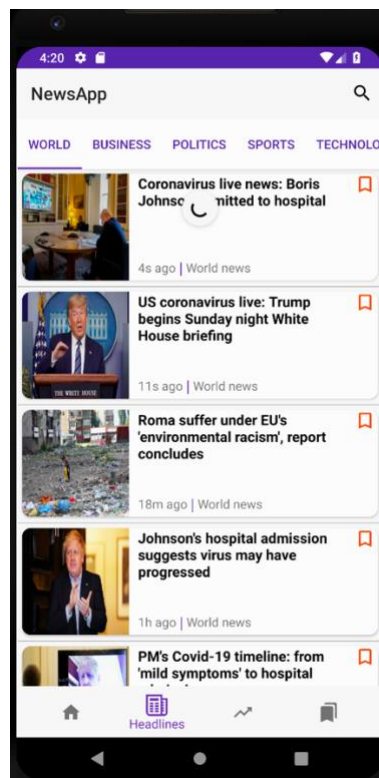 4:20
NewsApp
WORLD BUSINESS POLITICS SPORTS TECHNOLO
Coronavirus live news: Boris
Johnso mitted to hospital
4s ago | World news
US coronavirus live: Trump
begins Sunday night White
House briefing
THE WHITE HOUSE
11s ago | World news
Roma suffer under EU's
'environmental racism', report
concludes
18m ago | World news
Johnson's hospital admission
suggests virus may have
progressed
1h ago | World news
PM's Covid-19 timeline: from
'mild symptoms' to hospital
Headlines